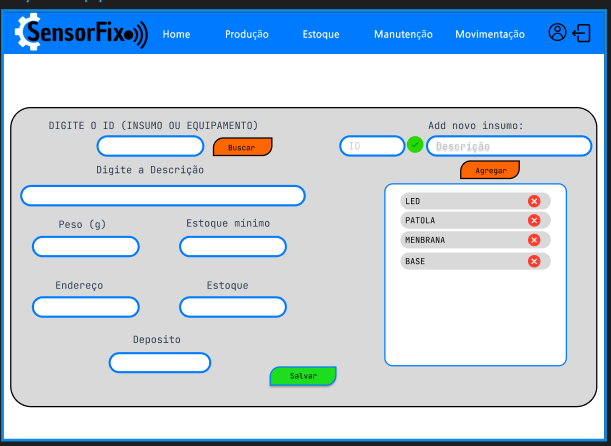 SensorFix
Home
Produção
Estoque
Manutenção
Movimentação
DIGITE O ID (INSUMO OU EQUIPAMENTO)
Buscar
Digite a Descrição
Peso (g)
Estoque mínimo
Endereço
Estoque
Deposito
Salvar
Add novo insumo:
ID
Descrição
Agregar
LED
PATOLA
MENBRANA
BASE